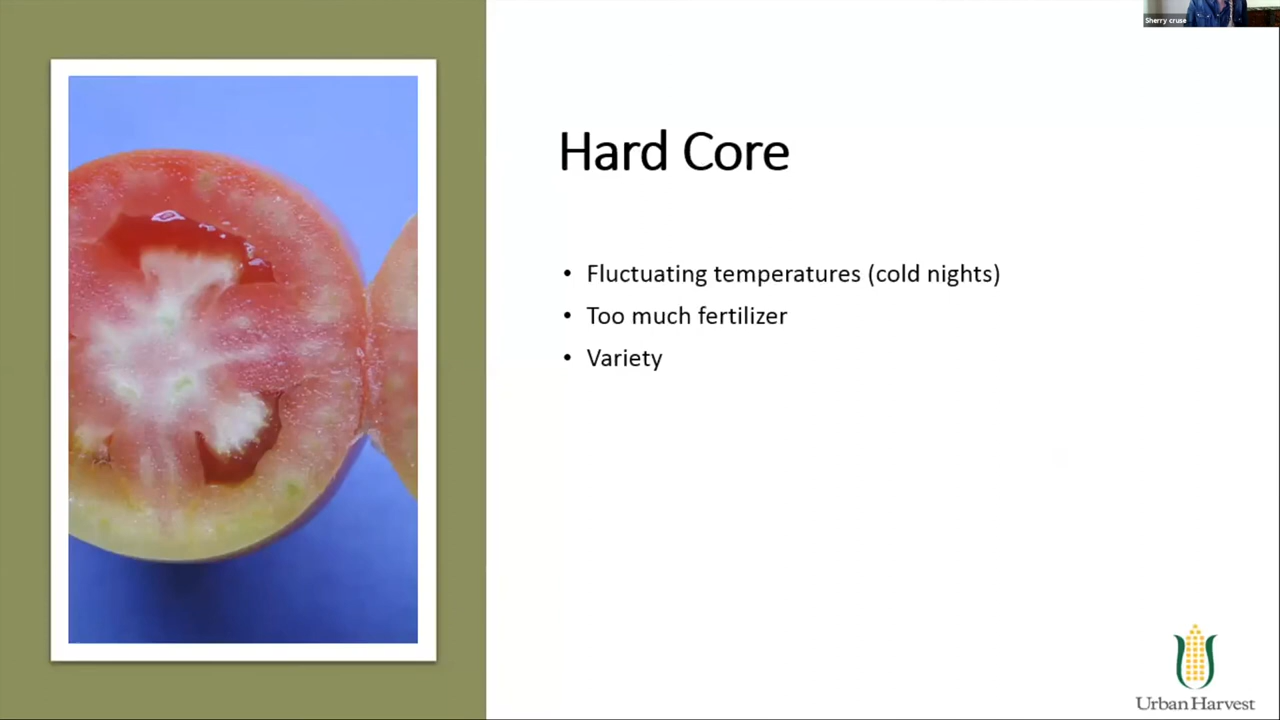 Sherry cruse
Hard Core
• Fluctuating temperatures (cold nights)
• Too much fertilizer
• Variety
Urban Harvest